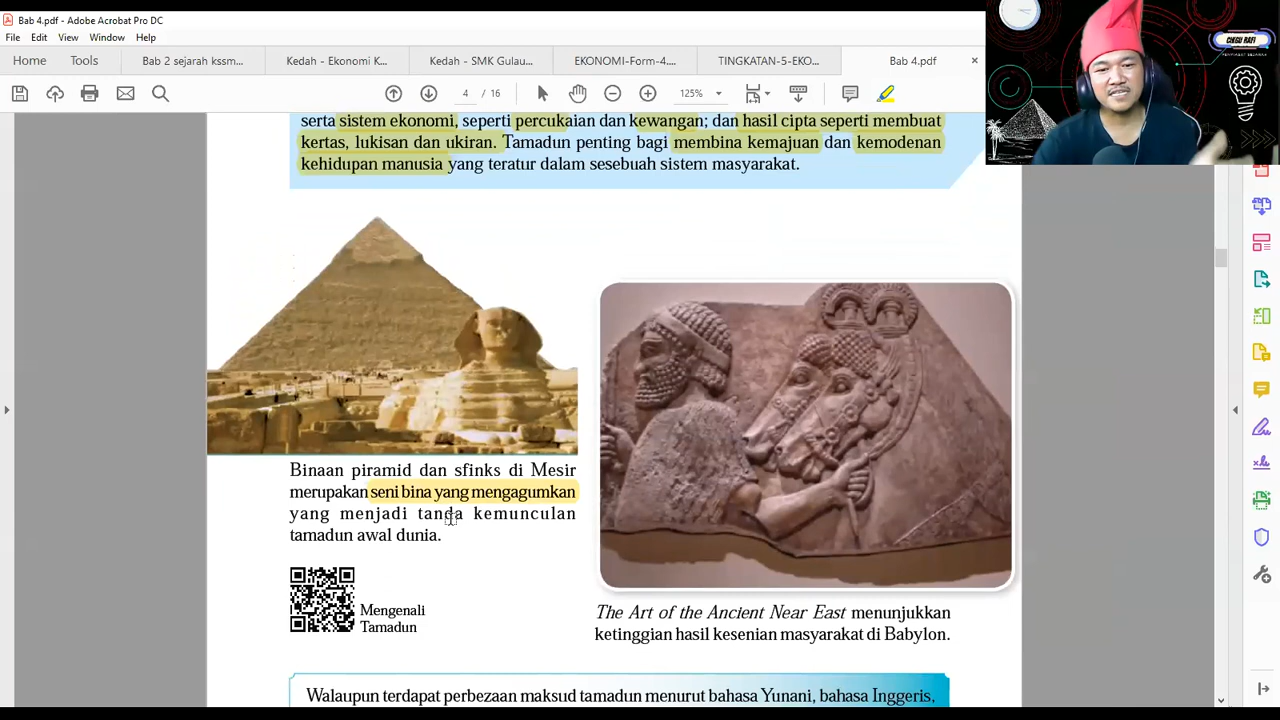 Bab 4.pdf - Adobe Acrobat Pro DC
File Edit View Window Help
Home Tools Bab 2 sejarah kssm... Kedah - Ekonomi K... Kedah - SMK Gulau... EKONOMI-Form-4.... TINGKATAN-5-EKO... Bab 4.pdf
4 / 16 125%
CIKGU RAFI
serta sistem ekonomi, seperti percukaian dan kewangan; dan hasil cipta seperti membuat
kertas, lukisan dan ukiran. Tamadun penting bagi membina kemajuan dan kemodenan
kehidupan manusia yang teratur dalam sesebuah sistem masyarakat.
Binaan piramid dan sfinks di Mesir
merupakan seni bina yang mengagumkan
yang menjadi tanda kemunculan
tamadun awal dunia.
Mengenali
Tamadun
The Art of the Ancient Near East menunjukkan
ketinggian hasil kesenian masyarakat di Babylon.
Walaupun terdapat perbezaan maksud tamadun menurut bahasa Yunani, bahasa Inggeris,